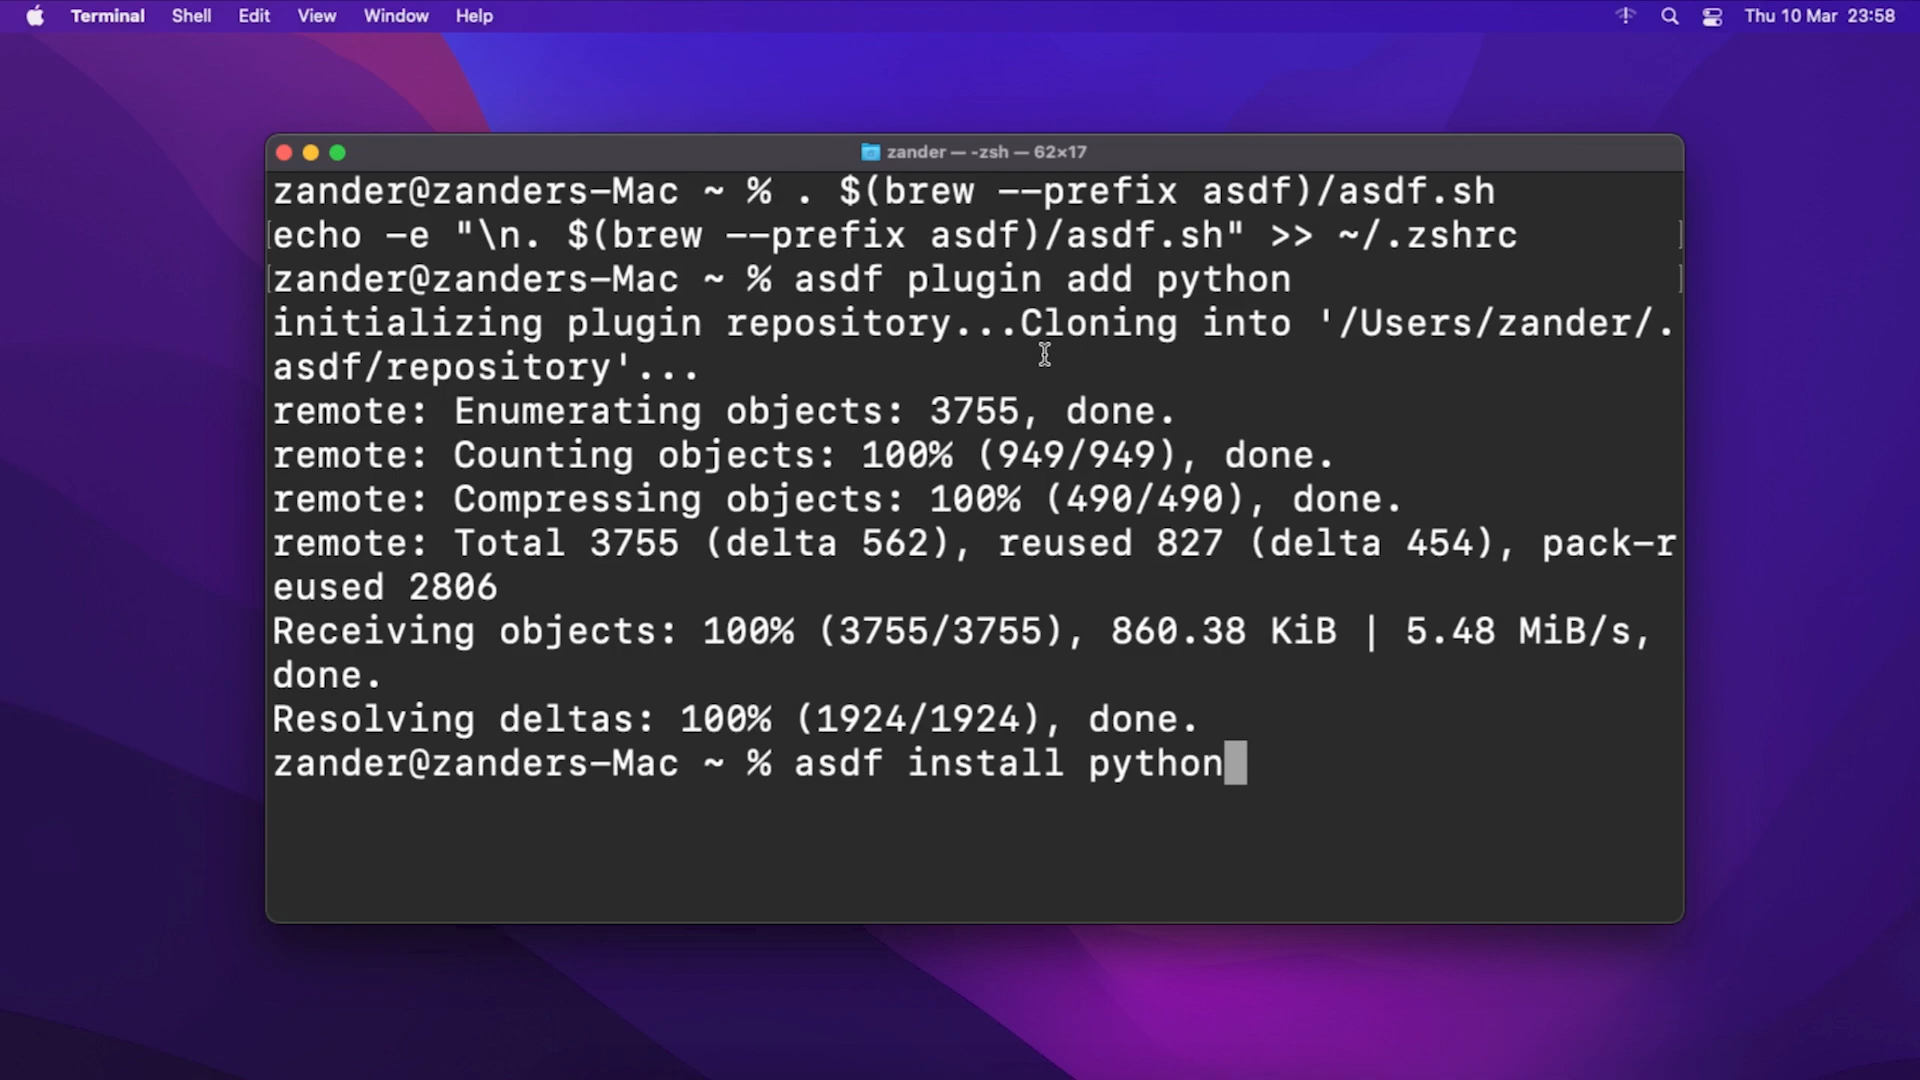 Terminal Shell Edit View Window Help Thu 10 Mar 23:58
zander — -zsh — 62×17
zander@zanders-Mac ~ % . $(brew --prefix asdf)/asdf.sh
echo -e "\n. $(brew --prefix asdf)/asdf.sh" >> ~/.zshrc
zander@zanders-Mac ~ % asdf plugin add python
initializing plugin repository...Cloning into '/Users/zander/.
asdf/repository'...
remote: Enumerating objects: 3755, done.
remote: Counting objects: 100% (949/949), done.
remote: Compressing objects: 100% (490/490), done.
remote: Total 3755 (delta 562), reused 827 (delta 454), pack-r
eused 2806
Receiving objects: 100% (3755/3755), 860.38 KiB | 5.48 MiB/s,
done.
Resolving deltas: 100% (1924/1924), done.
zander@zanders-Mac ~ % asdf install python